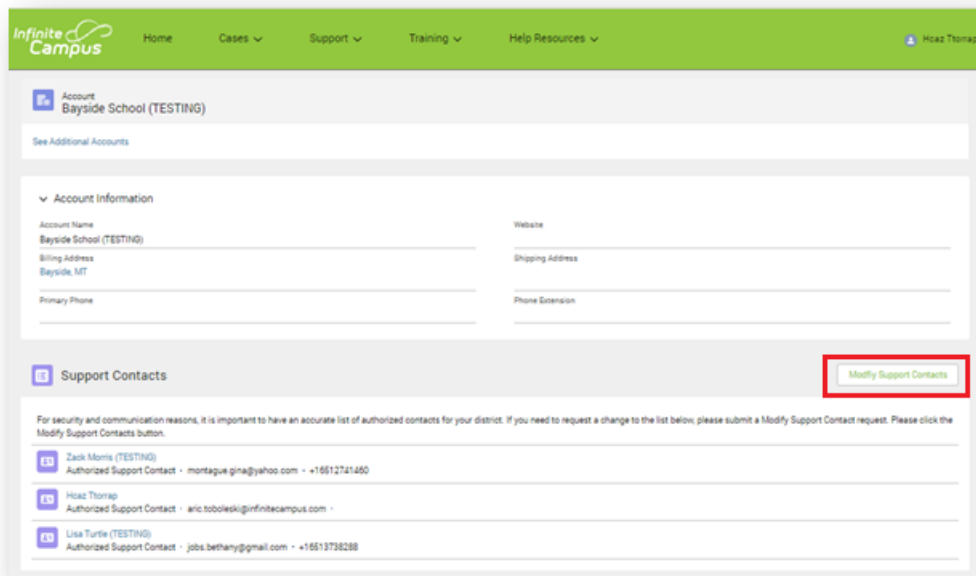 Infinite Campus
Home Cases Support Training Help Resources Hoaz Thorrap
Account
Bayside School (TESTING)
See Additional Accounts
Account Information
Account Name Website
Bayside School (TESTING)
Billing Address Shipping Address
Bayside, MT
Primary Phone Phone Extension
Support Contacts Modfiy Support Contacts
For security and communication reasons, it is important to have an accurate list of authorized contacts for your district. If you need to request a change to the list below, please submit a Modify Support Contact request. Please click the
Modify Support Contacts button.
Zack Morris (TESTING)
Authorized Support Contact · montague.gina@yahoo.com · +16512741460
Hoaz Thorrap
Authorized Support Contact · aric.toboleski@infinitecampus.com ·
Lisa Turtle (TESTING)
Authorized Support Contact · jobs.bethany@gmail.com · +16513738288